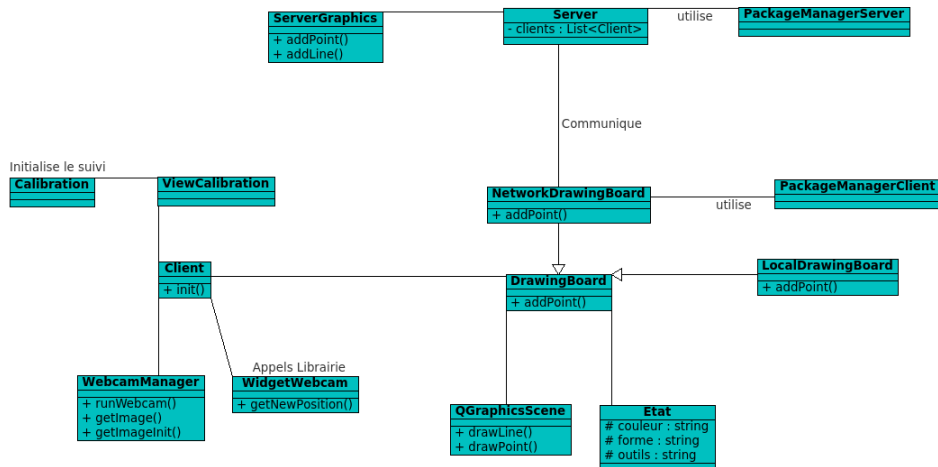 ServerGraphics
+ addPoint()
+ addLine()
Server
- clients : List<Client>
utilise
PackageManagerServer
Communique
Initialise le suivi
Calibration
ViewCalibration
NetworkDrawingBoard
+ addPoint()
utilise
PackageManagerClient
Client
+ init()
DrawingBoard
+ addPoint()
LocalDrawingBoard
+ addPoint()
Appels Librairie
WebcamManager
+ runWebcam()
+ getImage()
+ getImageInit()
WidgetWebcam
+ getNewPosition()
QGraphicsScene
+ drawLine()
+ drawPoint()
Etat
# couleur : string
# forme : string
# outils : string